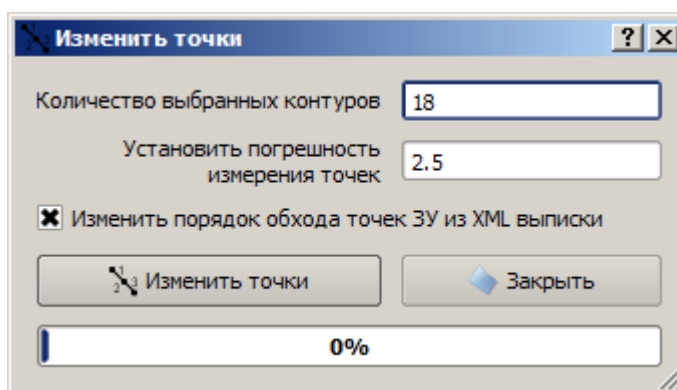 Изменить точки
Количество выбранных контуров 18
Установить погрешность
измерения точек 2.5
Изменить порядок обхода точек ЗУ из XML выписки
Изменить точки Закрыть
0%